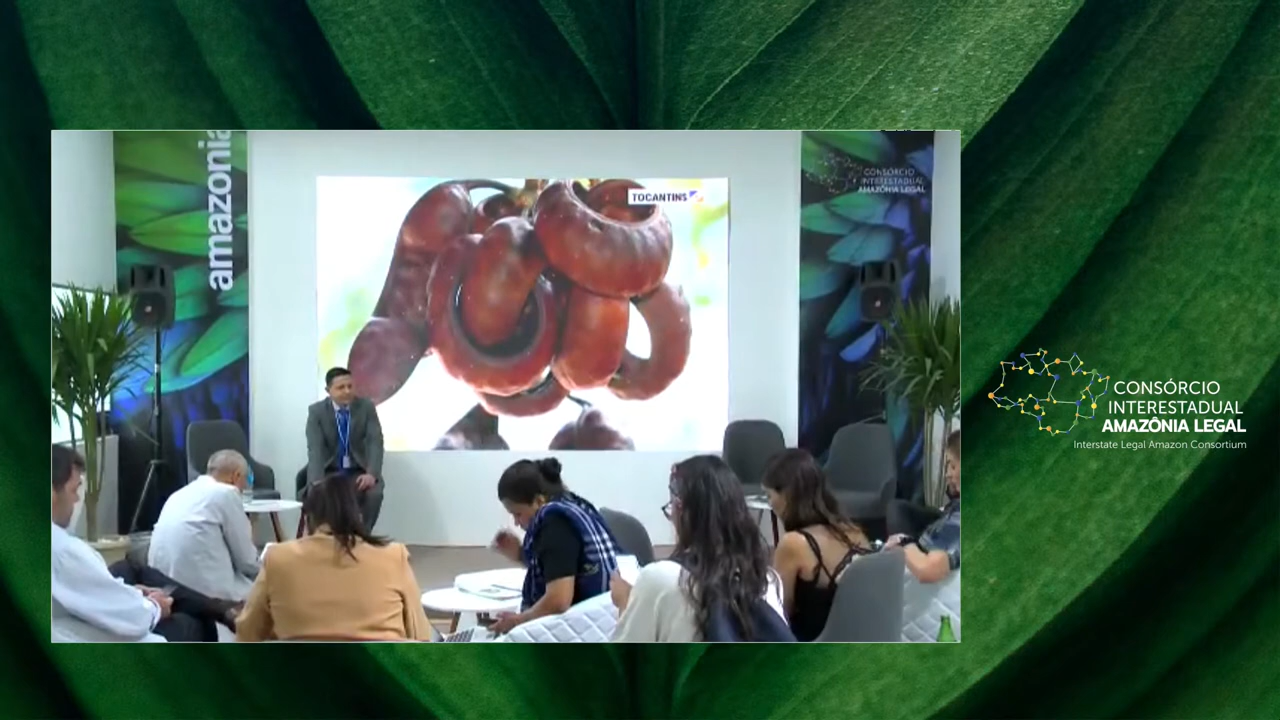 amazonia
TOCANTINS
CONSÓRCIO
INTERESTADUAL
AMAZÔNIA LEGAL
CONSÓRCIO
INTERESTADUAL
AMAZÔNIA LEGAL
Interstate Legal Amazon Consortium